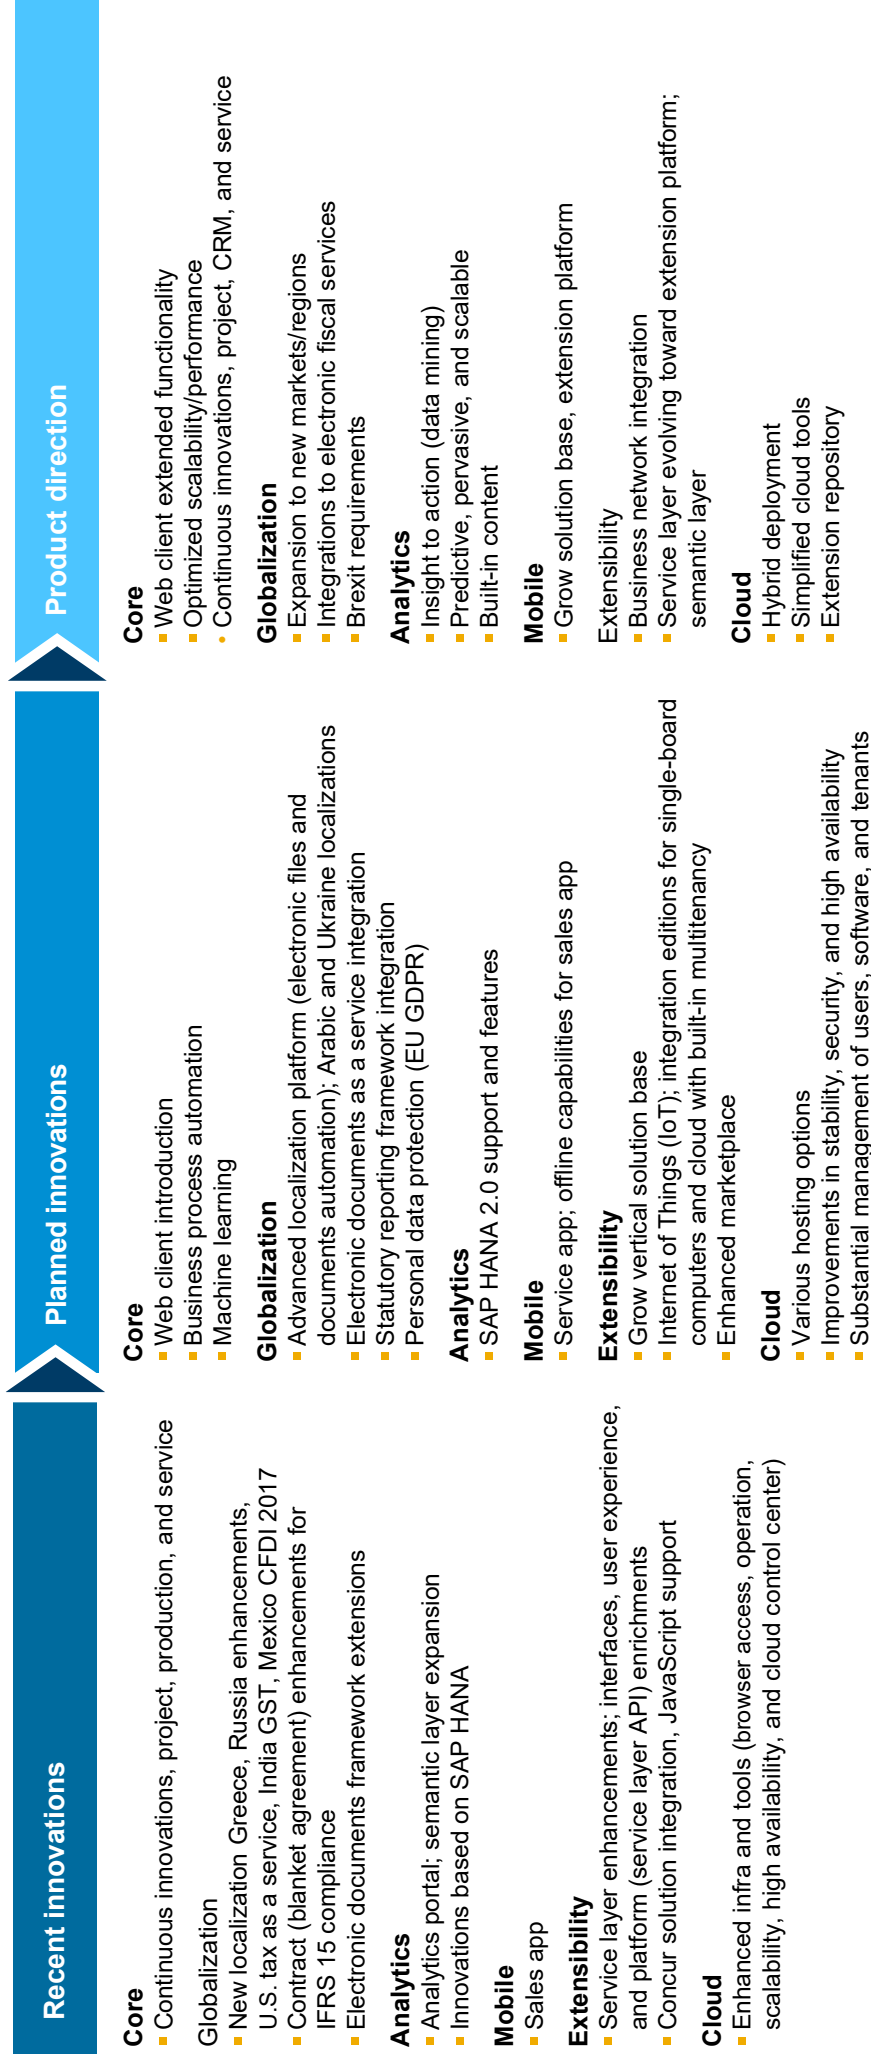 Recent innovations
Core
Continuous innovations, project, production, and service
Globalization
New localization Greece, Russia enhancements,
U.S. tax as a service, India GST, Mexico CFDI 2017
Contract (blanket agreement) enhancements for
IFRS 15 compliance
Electronic documents framework extensions
Analytics
Analytics portal; semantic layer expansion
Innovations based on SAP HANA
Mobile
Sales app
Extensibility
Service layer enhancements; interfaces, user experience,
and platform (service layer API) enrichments
Concur solution integration, JavaScript support
Cloud
Enhanced infra and tools (browser access, operation,
scalability, high availability, and cloud control center)
Planned innovations
Core
Web client introduction
Business process automation
Machine learning
Globalization
Advanced localization platform (electronic files and
documents automation); Arabic and Ukraine localizations
Electronic documents as a service integration
Statutory reporting framework integration
Personal data protection (EU GDPR)
Analytics
SAP HANA 2.0 support and features
Mobile
Service app; offline capabilities for sales app
Extensibility
Grow vertical solution base
Internet of Things (IoT); integration editions for single-board
computers and cloud with built-in multitenancy
Enhanced marketplace
Cloud
Various hosting options
Improvements in stability, security, and high availability
Substantial management of users, software, and tenants
Product direction
Core
Web client extended functionality
Optimized scalability/performance
Continuous innovations, project, CRM, and service
Globalization
Expansion to new markets/regions
Integrations to electronic fiscal services
Brexit requirements
Analytics
Insight to action (data mining)
Predictive, pervasive, and scalable
Built-in content
Mobile
Grow solution base, extension platform
Extensibility
Business network integration
Service layer evolving toward extension platform;
semantic layer
Cloud
Hybrid deployment
Simplified cloud tools
Extension repository